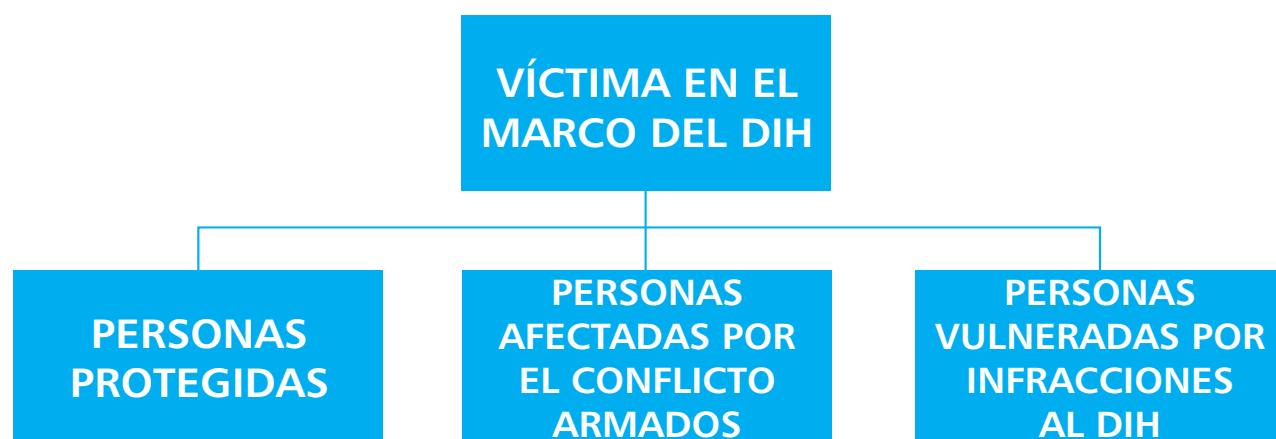 VÍCTIMA EN EL
MARCO DEL DIH
PERSONAS
PROTEGIDAS
PERSONAS
AFECTADAS POR
EL CONFLICTO
ARMADOS
PERSONAS
VULNERADAS POR
INFRACCIONES
AL DIH